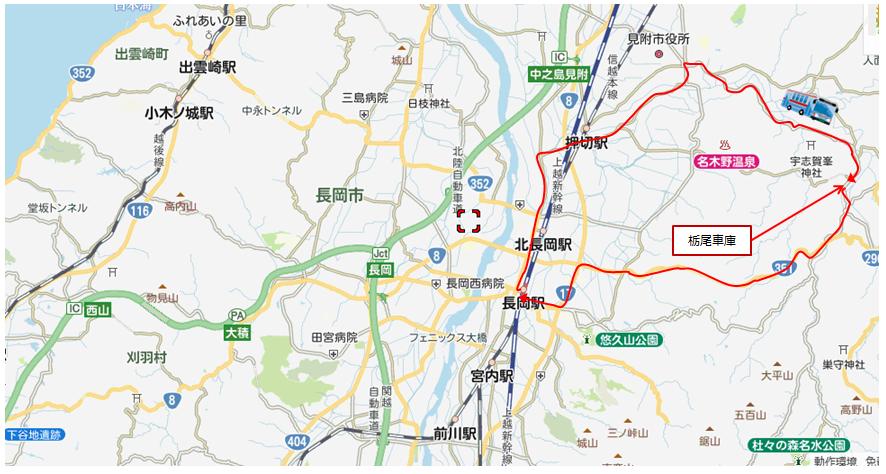 日本海
ふれあいの里
出雲崎町
出雲崎駅
352
小木ノ城駅
中永トンネル
越後線
三島病院
城山
日枝神社
IC
中之島見附
8
信越本線
見附市役所
押切駅
名木野温泉
宇志賀峯
神社
人面
長岡市
北陸自動車道
352
上越新幹線
堂坂トンネル
116
高内山
栃尾車庫
北長岡駅
Jct
長岡
8
長岡西病院
長岡駅
17
351
290
IC
西山
物見山
PA
大積
刈羽村
田宮病院
フェニックス大橋
悠久山公園
宮内駅
関越自動車道
8
404
前川駅
上越新幹線
下谷地遺跡
大平山
巣守神社
五百山
高野山
三ノ峠山
城山
鋸山
杜々の森名水公園
動作環境